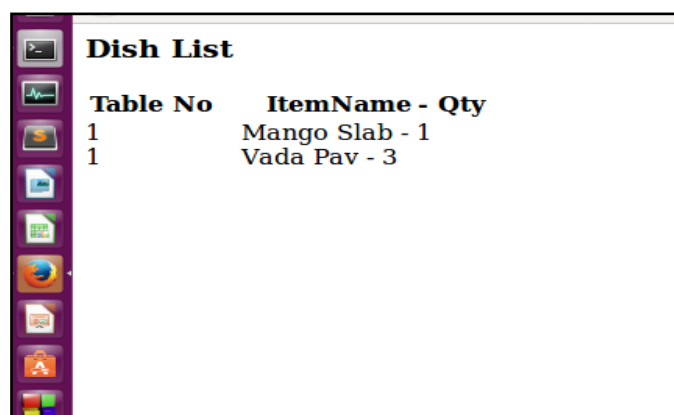 Dish List
Table No ItemName - Qty
1 Mango Slab - 1
1 Vada Pav - 3